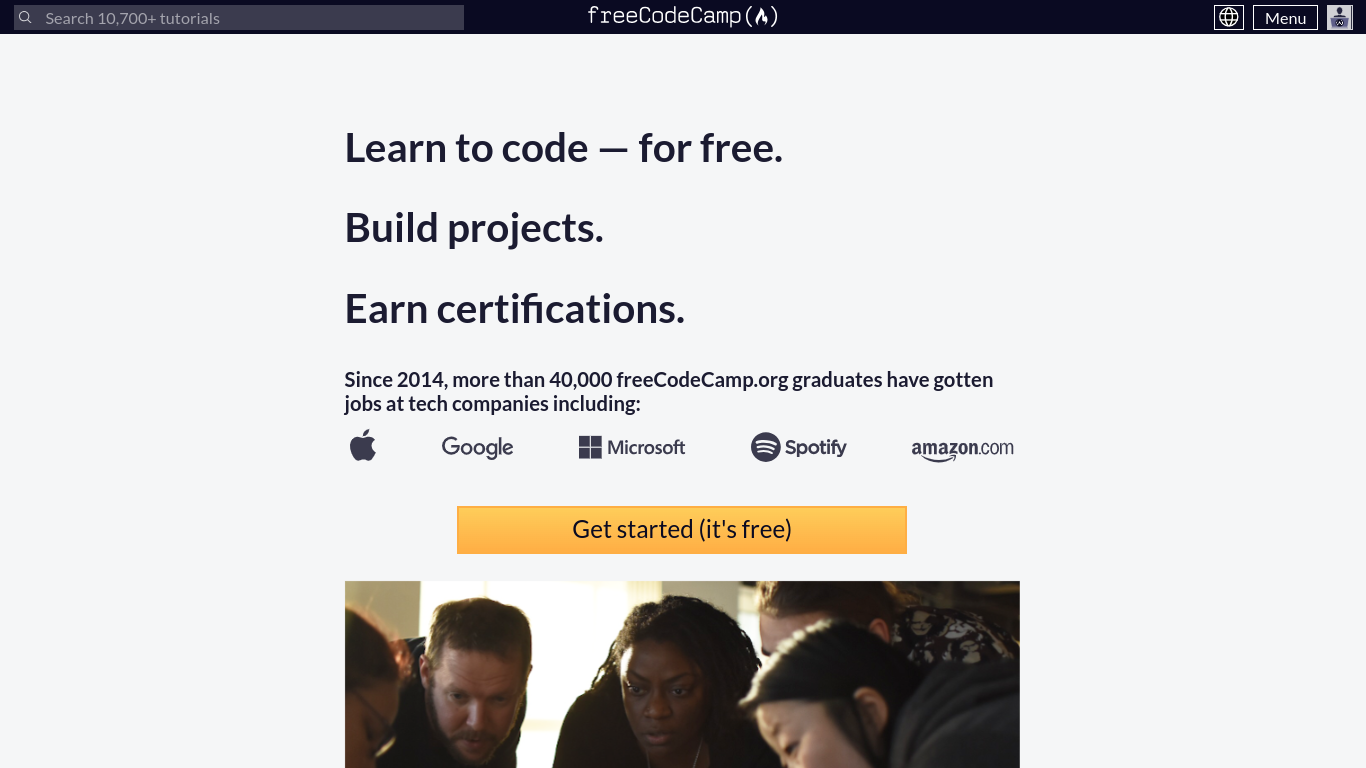 Search 10,700+ tutorials
freeCodeCamp
Menu
Learn to code — for free.
Build projects.
Earn certifications.
Since 2014, more than 40,000 freeCodeCamp.org graduates have gotten
jobs at tech companies including:
Google
Microsoft
Spotify
amazon.com
Get started (it's free)